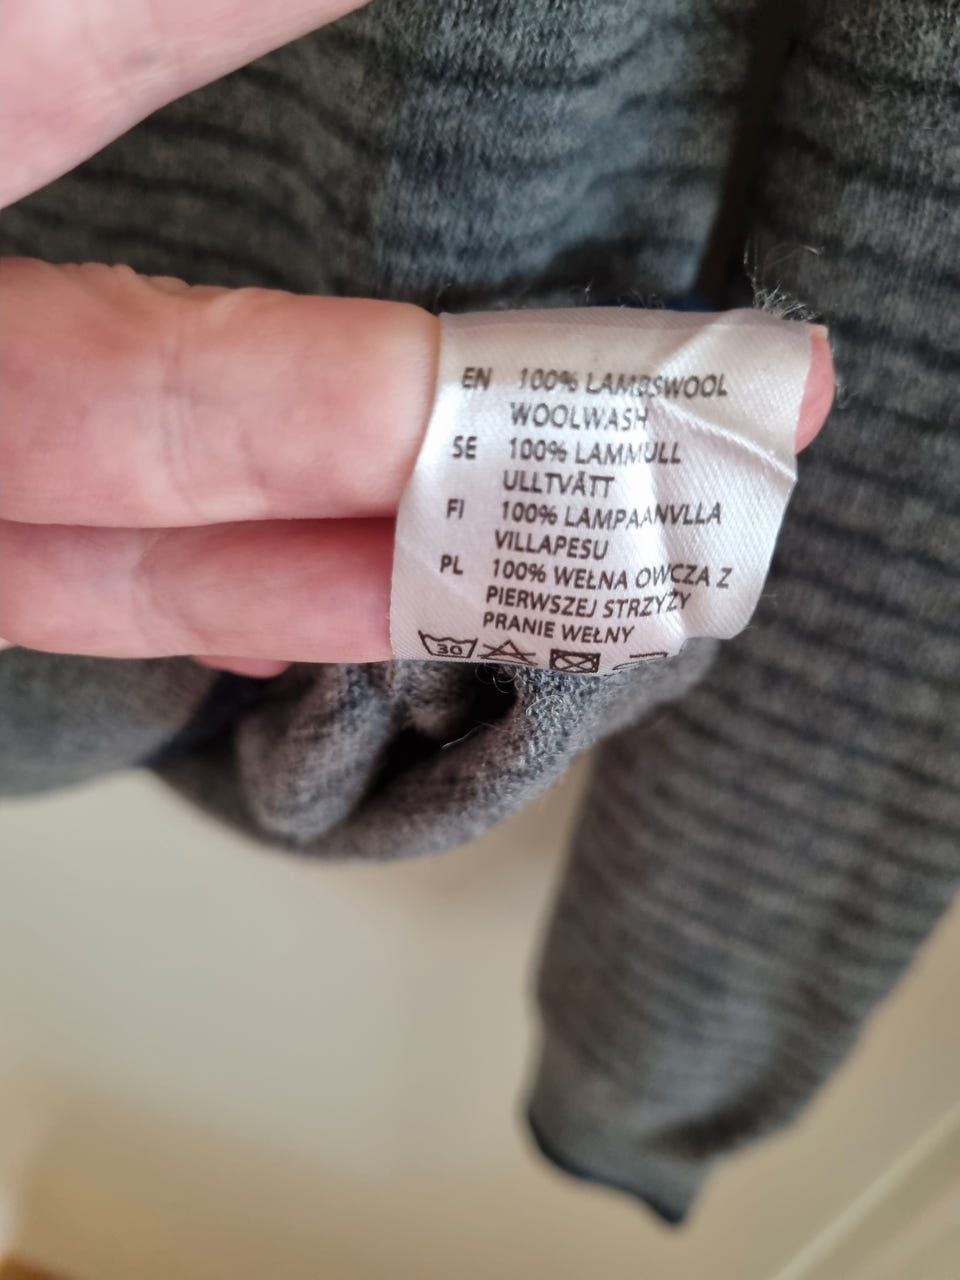 EN 100% LAMBSWOOL
WOOLWASH
SE 100% LAMMULL
ULLTVÄTT
FI 100% LAMPAANVLLA
VILLAPESU
PL 100% WEŁNA OWCZA Z
PIERWSZEJ STRZYŻY
PRANIE WEŁNY
30